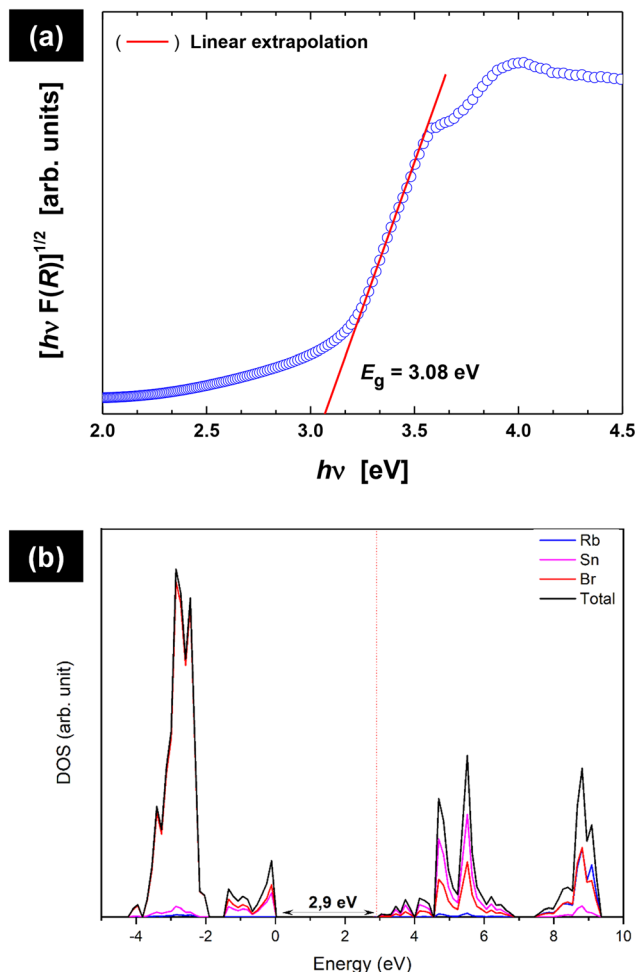 (a)
( — ) Linear extrapolation
[hν F(R)]^1/2 [arb. units]
E_g = 3.08 eV
2.0 2.5 3.0 3.5 4.0 4.5
hν [eV]
(b)
Rb
Sn
Br
Total
DOS (arb. unit)
2,9 eV
-4 -2 0 2 4 6 8 10
Energy (eV)